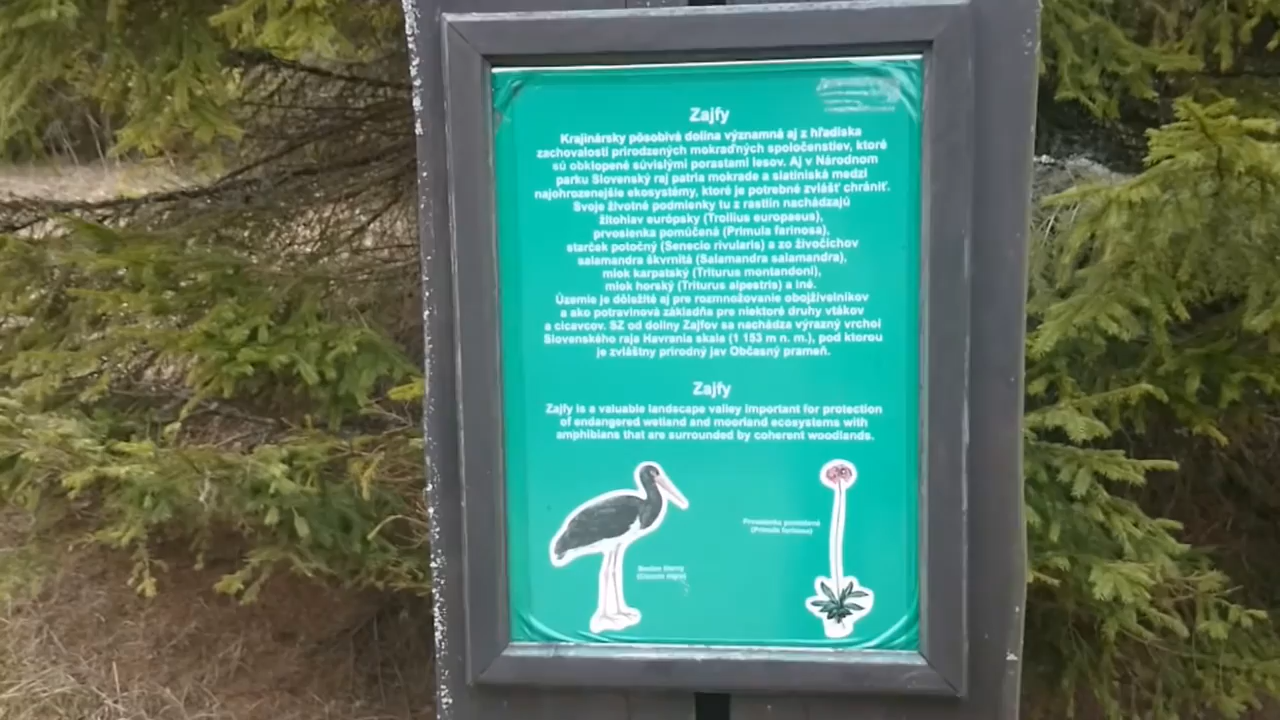 Zajfy
Krajinársky pôsobivá dolina významná aj z hľadiska
zachovalosti prirodzených mokraďných spoločenstiev, ktoré
sú obklopené súvislými porastami lesov. Aj v Národnom
parku Slovenský raj patria mokrade a slatiniská medzi
najohrozenejšie ekosystémy, ktoré je potrebné zvlášť chrániť.
Svoje životné podmienky tu z rastlín nachádzajú
žltohlav európsky (Trollius europaeus),
prvosienka pomúčená (Primula farinosa),
starček potočný (Senecio rivularis) a zo živočíchov
salamandra škvrnitá (Salamandra salamandra),
mlok karpatský (Triturus montandoni),
mlok horský (Triturus alpestris) a iné.
Územie je dôležité aj pre rozmnožovanie obojživelníkov
a ako potravinová základňa pre niektoré druhy vtákov
a cicavcov. SZ od doliny Zajfov sa nachádza výrazný vrchol
Slovenského raja Havrania skala (1 153 m n. m.), pod ktorou
je zvláštny prírodný jav Občasný prameň.
Zajfy
Zajfy is a valuable landscape valley important for protection
of endangered wetland and moorland ecosystems with
amphibians that are surrounded by coherent woodlands.
Prvosienka pomúčená
(Primula farinosa)
Bocian čierny
(Ciconia nigra)